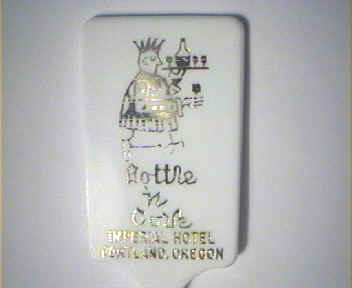 Bottle
'n
Cork
IMPERIAL HOTEL
PORTLAND, OREGON